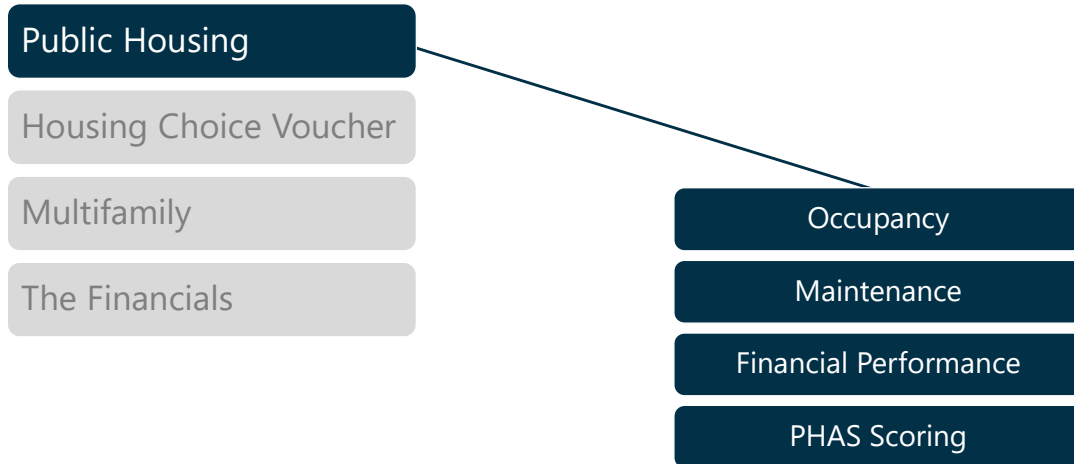 Public Housing
Housing Choice Voucher
Multifamily
The Financials
Occupancy
Maintenance
Financial Performance
PHAS Scoring